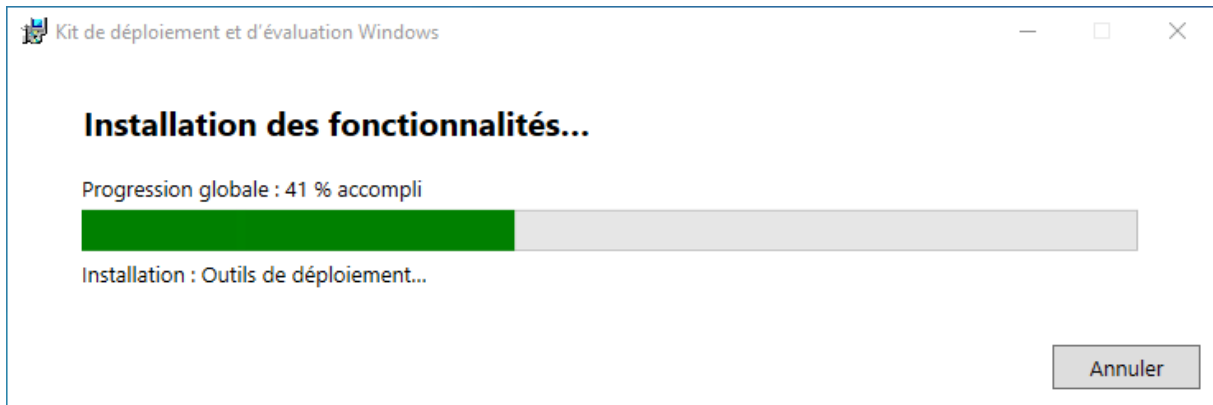 Kit de déploiement et d’évaluation Windows
Installation des fonctionnalités...
Progression globale : 41 % accompli
Installation : Outils de déploiement...
Annuler